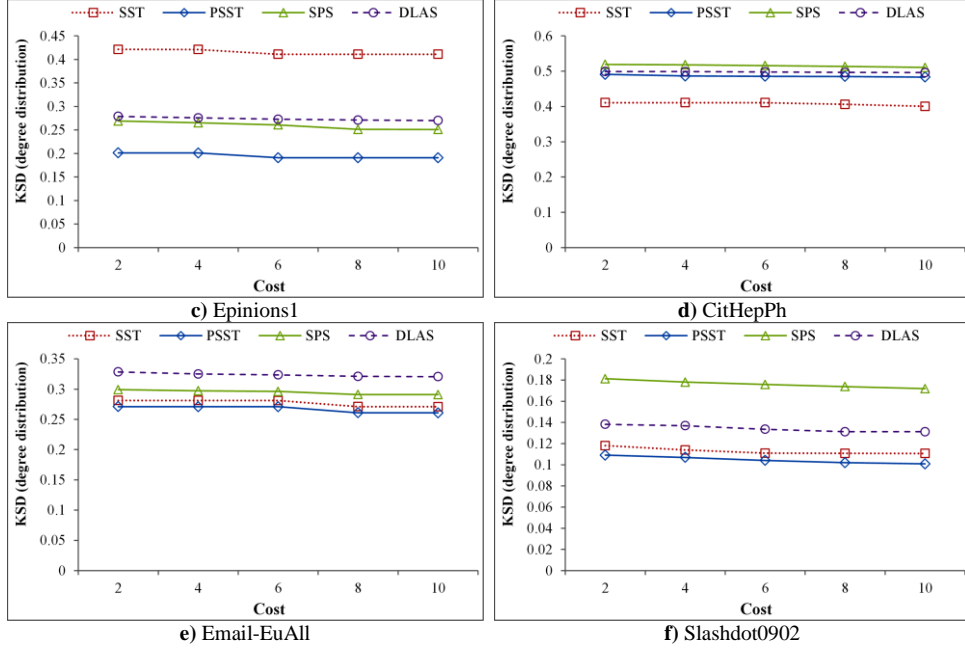 SST PSST SPS DLAS
0.45
0.4
0.35
0.3
0.25
0.2
0.15
0.1
0.05
0
KSD (degree distribution)
2 4 6 8 10
Cost
c) Epinions1
SST PSST SPS DLAS
0.6
0.5
0.4
0.3
0.2
0.1
0
KSD (degree distribution)
2 4 6 8 10
Cost
d) CitHepPh
SST PSST SPS DLAS
0.35
0.3
0.25
0.2
0.15
0.1
0.05
0
KSD (degree distribution)
2 4 6 8 10
Cost
e) Email-EuAll
SST PSST SPS DLAS
0.2
0.18
0.16
0.14
0.12
0.1
0.08
0.06
0.04
0.02
0
KSD (degree distribution)
2 4 6 8 10
Cost
f) Slashdot0902